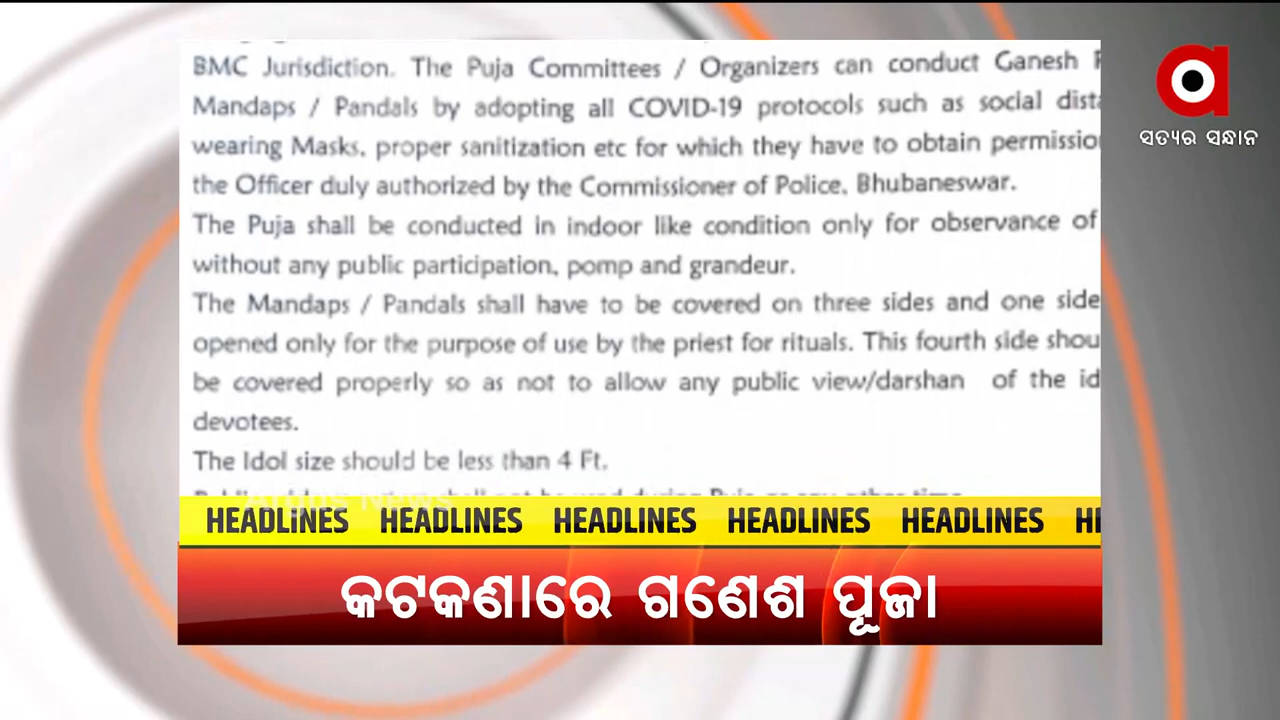 BMC Jurisdiction. The Puja Committees / Organizers can conduct Ganesh
Mandaps / Pandals by adopting all COVID-19 protocols such as social
wearing Masks, proper sanitization etc for which they have to obtain
the Officer duly authorized by the Commissioner of Police, Bhubaneswar.
The Puja shall be conducted in indoor like condition only for observance of
without any public participation, pomp and grandeur.
The Mandaps / Pandals shall have to be covered on three sides and one side
opened only for the purpose of use by the priest for rituals. This fourth side
be covered properly so as not to allow any public view/darshan of the
devotees.
The Idol size should be less than 4 Ft.
Argus News
HEADLINES HEADLINES HEADLINES HEADLINES HEADLINES
କଟକଣାରେ ଗଣେଶ ପୂଜା
a
ସତ୍ୟର ସନ୍ଧାନ